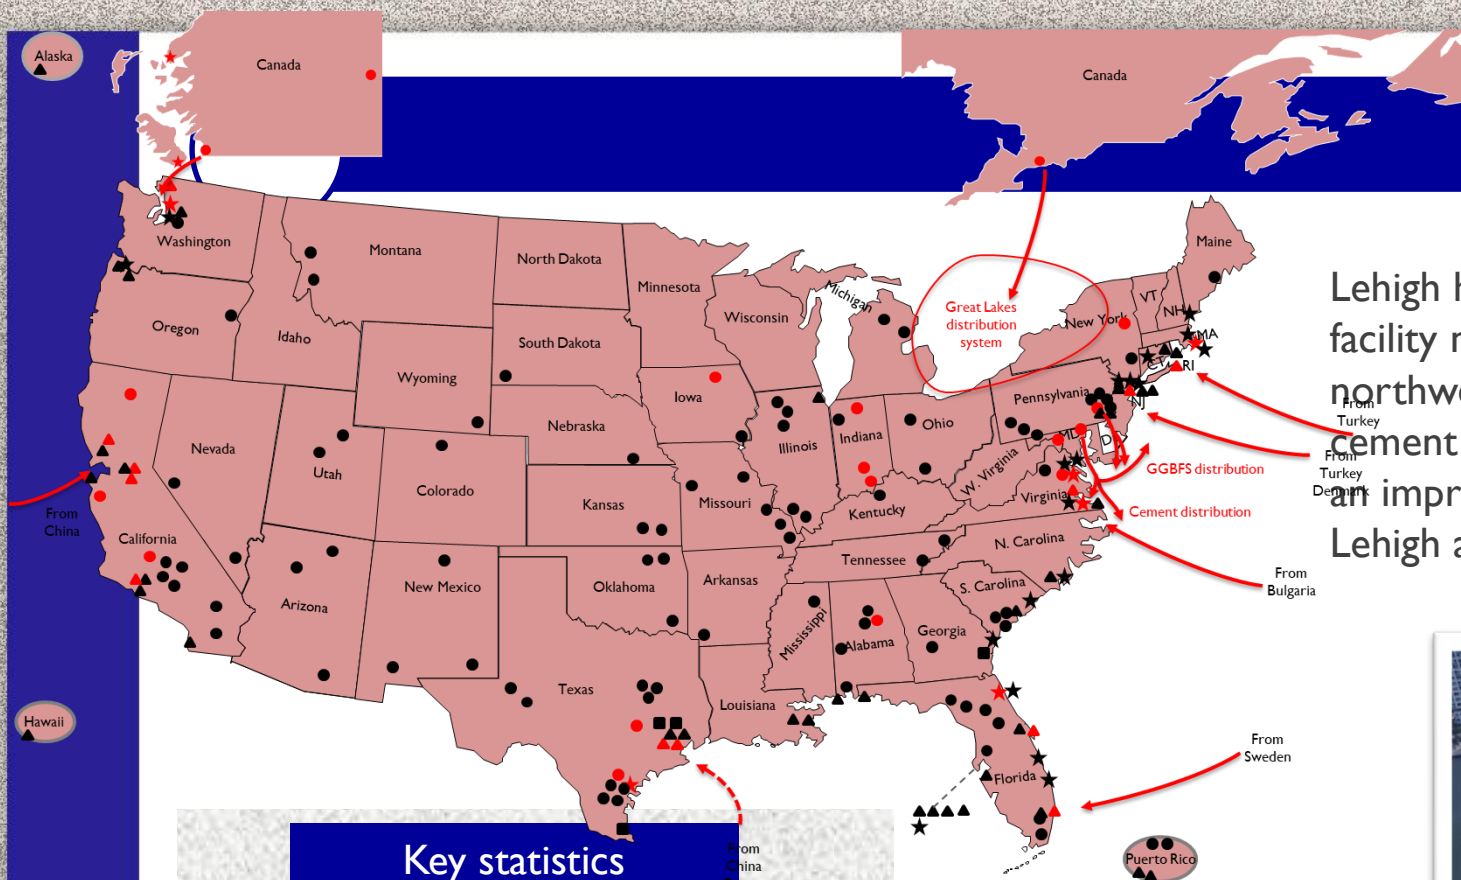 Alaska
Canada
Canada
Washington
Montana
North Dakota
Minnesota
Maine
Oregon
Idaho
South Dakota
Wisconsin
Michigan
Great Lakes
distribution
system
New York
VT
NH
MA
CT
RI
Wyoming
Iowa
Nebraska
Illinois
Indiana
Ohio
Pennsylvania
NJ
MD
Nevada
Utah
Colorado
Kansas
Missouri
Kentucky
W. Virginia
Virginia
From
Turkey
From
Turkey
Denmark
GGBFS distribution
Cement distribution
From
China
California
Arizona
New Mexico
Oklahoma
Arkansas
Tennessee
N. Carolina
S. Carolina
From
Bulgaria
Mississippi
Alabama
Georgia
Texas
Louisiana
Florida
From
Sweden
Hawaii
From
China
Puerto Rico
Key statistics
Lehigh
facility
northw
cement
an impr
Lehigh a